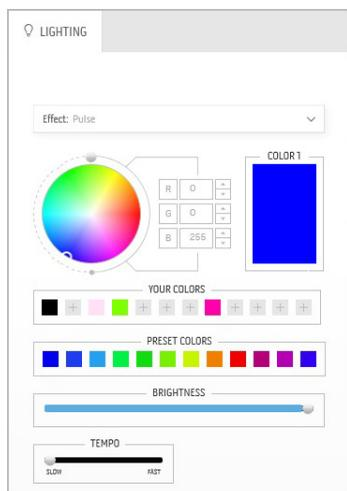 LIGHTING
Effect: Pulse
COLOR 1
R 0
G 0
B 255
YOUR COLORS
PRESET COLORS
BRIGHTNESS
TEMPO
SLOW FAST